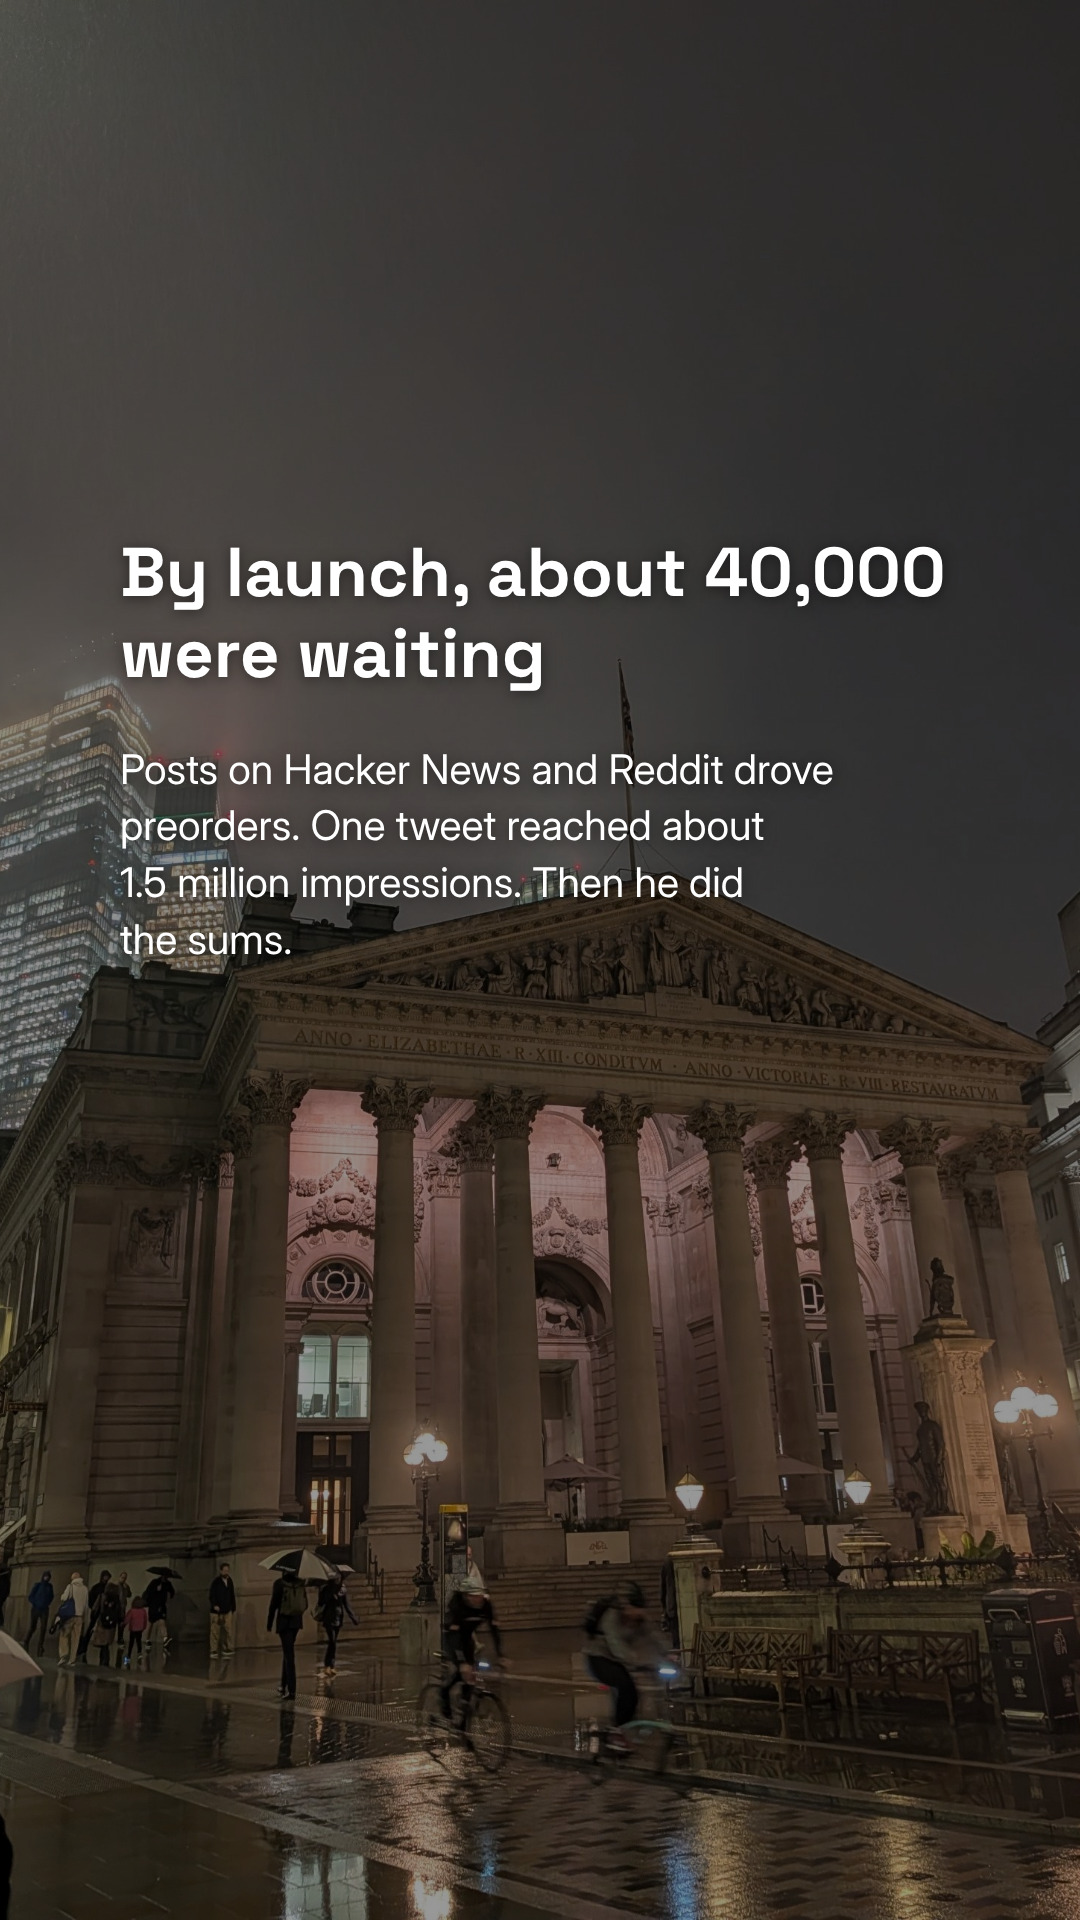 By launch, about 40,000
were waiting
Posts on Hacker News and Reddit drove
preorders. One tweet reached about
1.5 million impressions. Then he did
the sums.
ANNO · ELIZABETHAE · R · XIII · CONDITVM · ANNO · VICTORIAE · R · VIII · RESTAVRATVM